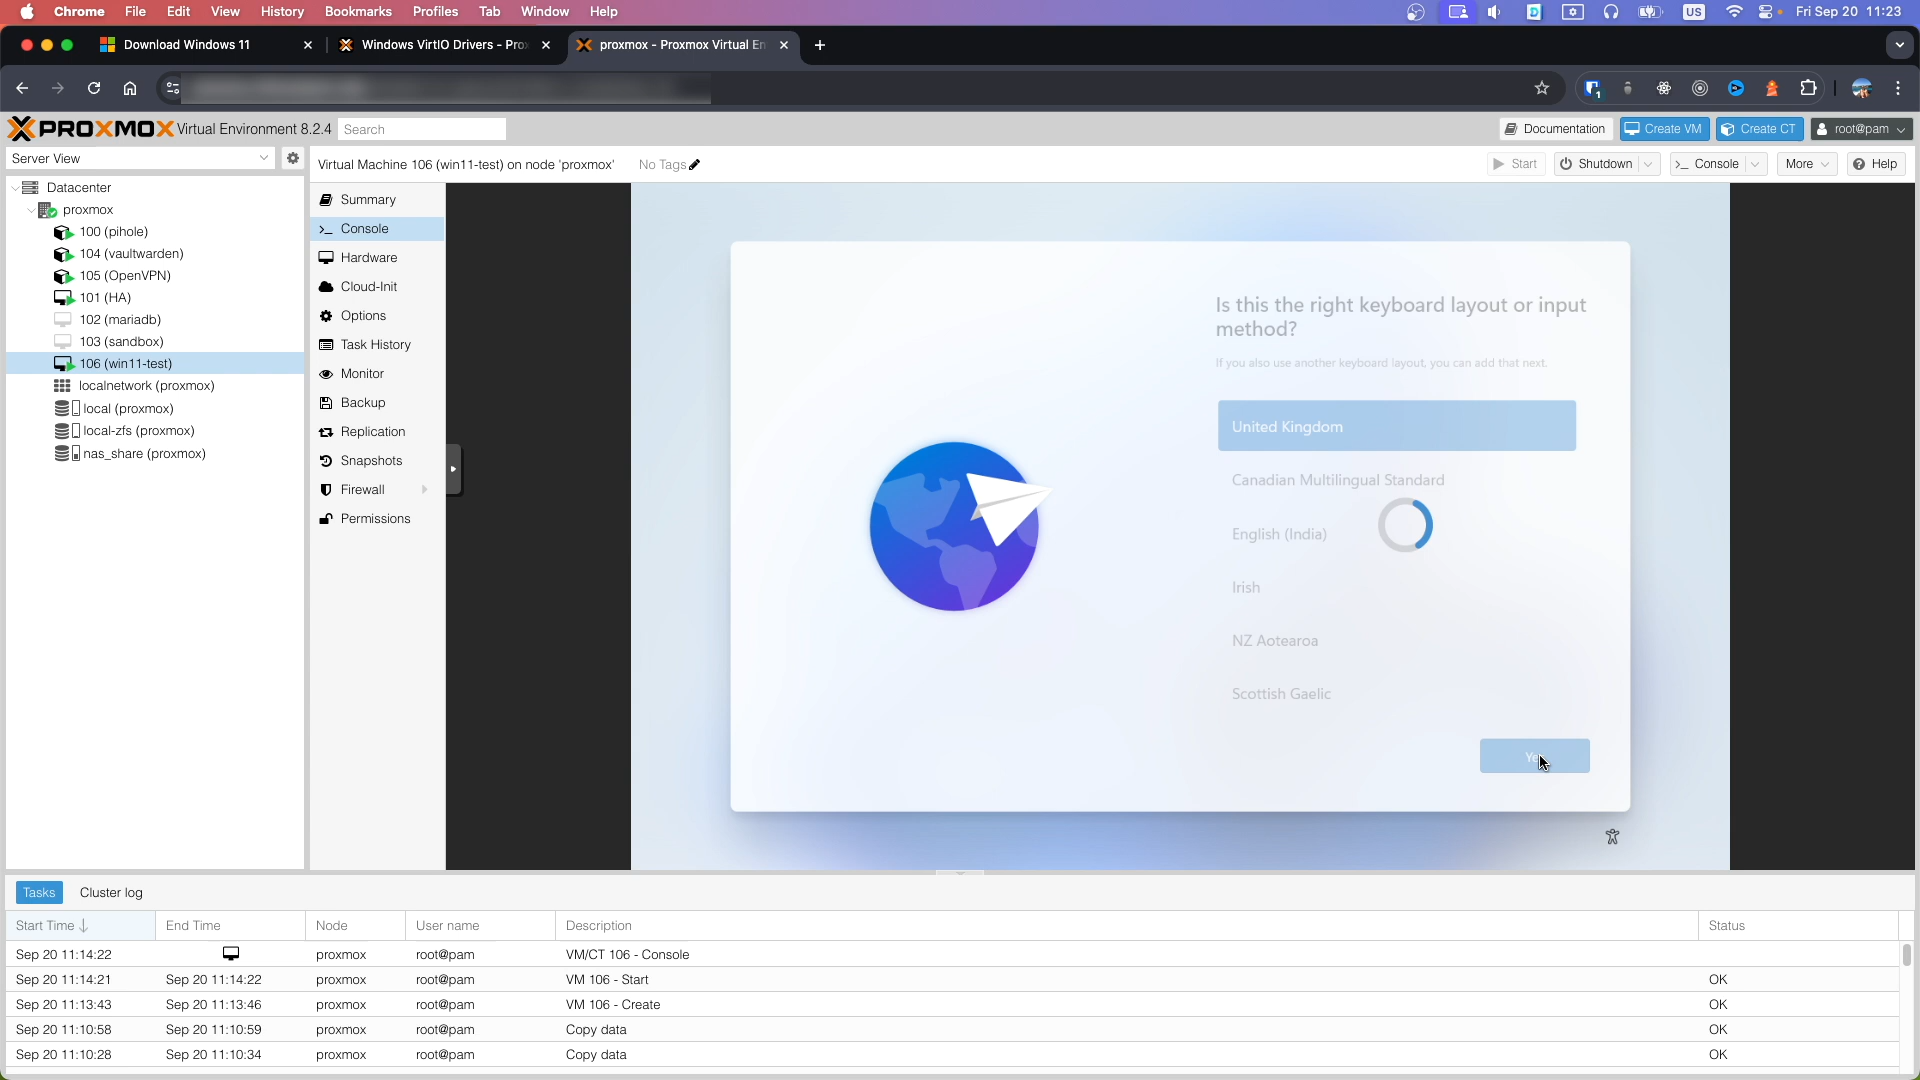 Chrome File Edit View History Bookmarks Profiles Tab Window Help US Fri Sep 20 11:23
Download Windows 11 Windows VirtIO Drivers - Pro proxmox - Proxmox Virtual En
1
PROXMOX Virtual Environment 8.2.4 Search Documentation Create VM Create CT root@pam
Server View
Virtual Machine 106 (win11-test) on node 'proxmox' No Tags Start Shutdown Console More Help
Datacenter
proxmox
100 (pihole)
104 (vaultwarden)
105 (OpenVPN)
101 (HA)
102 (mariadb)
103 (sandbox)
106 (win11-test)
localnetwork (proxmox)
local (proxmox)
local-zfs (proxmox)
nas_share (proxmox)
Summary
Console
Hardware
Cloud-Init
Options
Task History
Monitor
Backup
Replication
Snapshots
Firewall
Permissions
Is this the right keyboard layout or input
method?
If you also use another keyboard layout, you can add that next.
United Kingdom
Canadian Multilingual Standard
English (India)
Irish
NZ Aotearoa
Scottish Gaelic
Tasks Cluster log
Start Time End Time Node User name Description Status
Sep 20 11:14:22 proxmox root@pam VM/CT 106 - Console
Sep 20 11:14:21 Sep 20 11:14:22 proxmox root@pam VM 106 - Start OK
Sep 20 11:13:43 Sep 20 11:13:46 proxmox root@pam VM 106 - Create OK
Sep 20 11:10:58 Sep 20 11:10:59 proxmox root@pam Copy data OK
Sep 20 11:10:28 Sep 20 11:10:34 proxmox root@pam Copy data OK